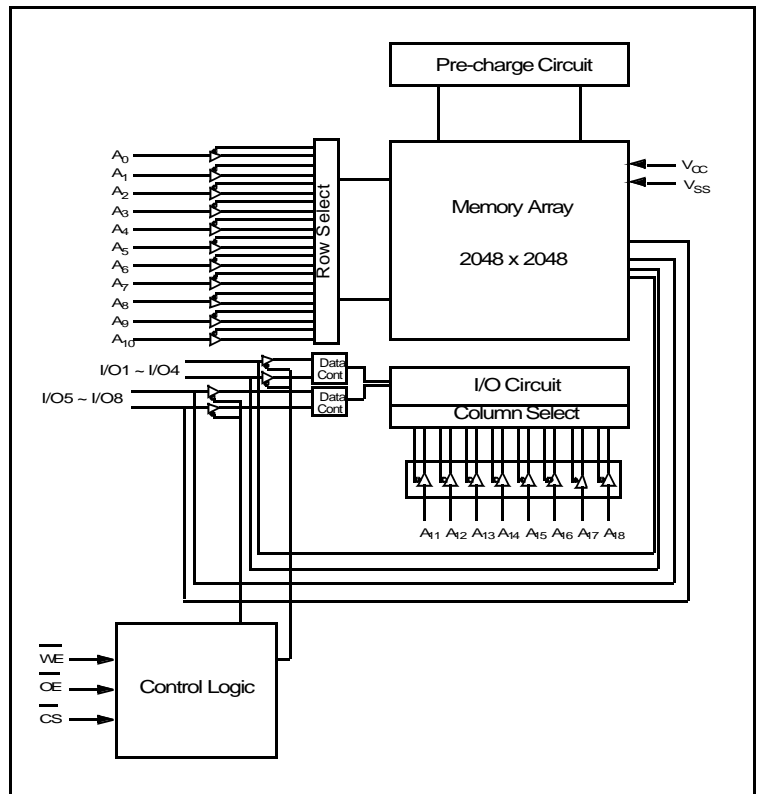 Pre-charge Circuit
A0
A1
A2
A3
A4
A5
A6
A7
A8
A9
A10
Row Select
Memory Array
2048 x 2048
VCC
VSS
I/O1 ~ I/O4
I/O5 ~ I/O8
Data
Cont
Data
Cont
I/O Circuit
Column Select
A11 A12 A13 A14 A15 A16 A17 A18
WE
OE
CS
Control Logic